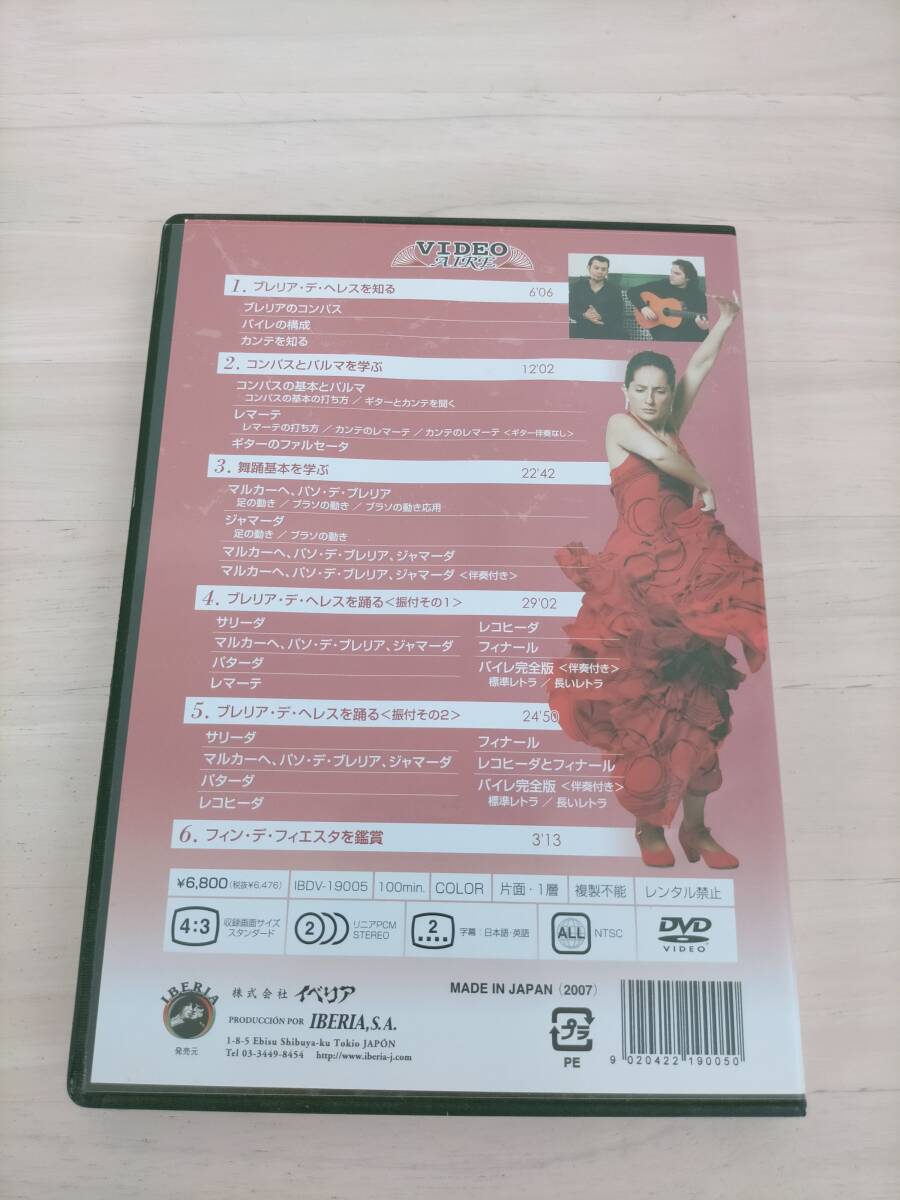 VIDEO
AIRE
1. ブレリア・デ・ヘレスを知る 6'06
ブレリアのコンパス
バイレの構成
カンテを知る
2. コンパスとパルマを学ぶ 12'02
コンパスの基本とパルマ
コンパスの基本の打ち方 / ギターとカンテを聞く
レマーテ
レマーテの打ち方 / カンテのレマーテ / カンテのレマーテ <ギター伴奏なし>
ギターのファルセータ
3. 舞踊基本を学ぶ 22'42
マルカーヘ、パソ・デ・ブレリア
足の動き / ブラソの動き / ブラソの動き応用
ジャマーダ
足の動き / ブラソの動き
マルカーヘ、パソ・デ・ブレリア、ジャマーダ
マルカーヘ、パソ・デ・ブレリア、ジャマーダ <伴奏付き>
4. ブレリア・デ・ヘレスを踊る<振付その1> 29'02
サリーダ
マルカーヘ、パソ・デ・ブレリア、ジャマーダ
パターダ
レマーテ
レコヒーダ
フィナール
バイレ完全版 <伴奏付き>
標準レトラ / 長いレトラ
5. ブレリア・デ・ヘレスを踊る<振付その2> 24'50
サリーダ
マルカーヘ、パソ・デ・ブレリア、ジャマーダ
パターダ
レコヒーダ
フィナール
レコヒーダとフィナール
バイレ完全版 <伴奏付き>
標準レトラ / 長いレトラ
6. フィン・デ・フィエスタを鑑賞 3'13
¥6,800(税抜¥6,476) IBDV-19005 100min. COLOR 片面・1層 複製不能 レンタル禁止
4:3 収録画面サイズ
スタンダード
2 リニアPCM
STEREO
2 字幕:日本語・英語
ALL NTSC
DVD
VIDEO
IBERIA
発売元
株式会社 イベリア
PRODUCCIÓN POR IBERIA, S.A.
1-8-5 Ebisu Shibuya-ku Tokio JAPÓN
Tel 03-3449-8454 http://www.iberia-j.com
MADE IN JAPAN (2007)
プラ
PE
9 020422 190050